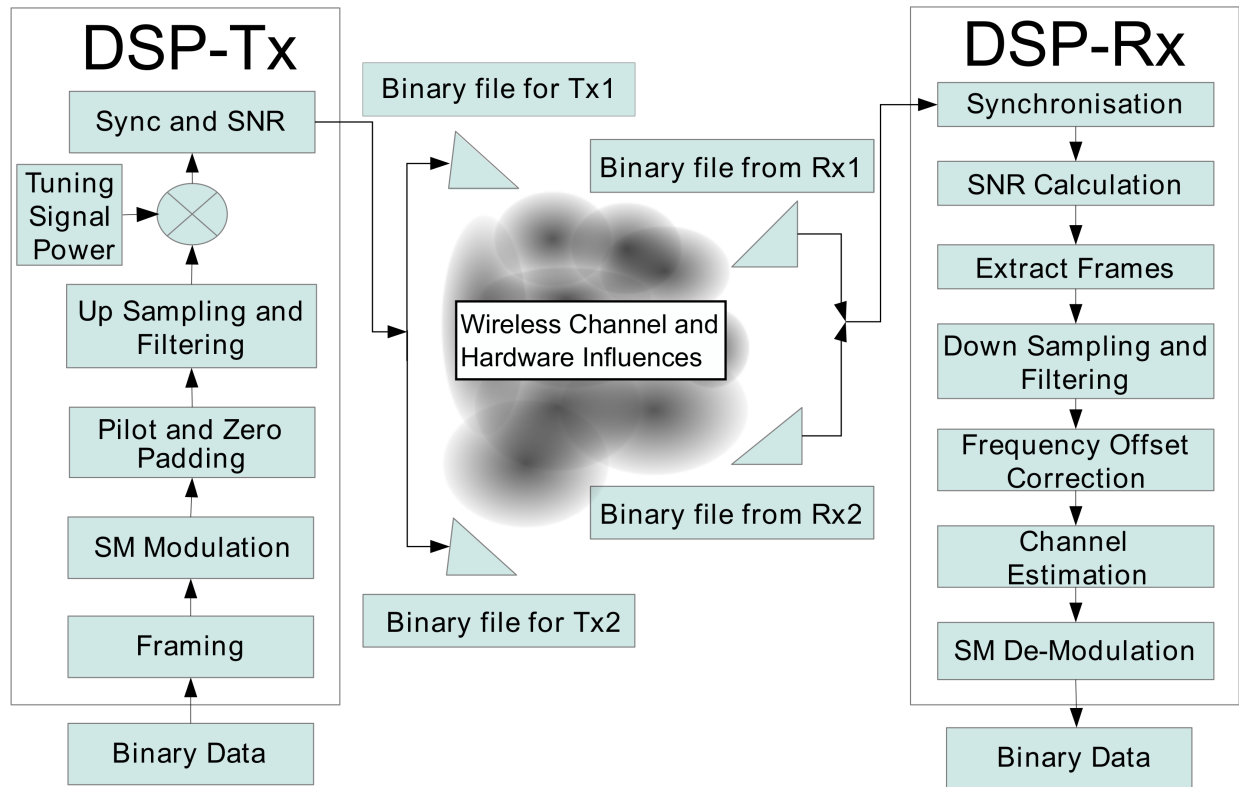 DSP-Tx
Sync and SNR
Tuning
Signal
Power
Up Sampling and
Filtering
Pilot and Zero
Padding
SM Modulation
Framing
Binary Data
Binary file for Tx1
Binary file from Rx1
Wireless Channel and
Hardware Influences
Binary file from Rx2
Binary file for Tx2
DSP-Rx
Synchronisation
SNR Calculation
Extract Frames
Down Sampling and
Filtering
Frequency Offset
Correction
Channel
Estimation
SM De-Modulation
Binary Data